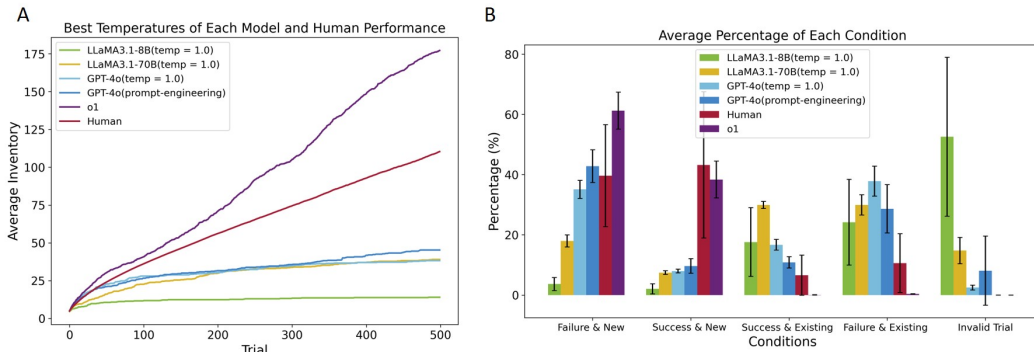 A
Best Temperatures of Each Model and Human Performance
LLaMA3.1-8B(temp = 1.0)
LLaMA3.1-70B(temp = 1.0)
GPT-4o(temp = 1.0)
GPT-4o(prompt-engineering)
o1
Human
Average Inventory
175
150
125
100
75
50
25
0
0
100
200
300
400
500
Trial
B
Average Percentage of Each Condition
LLaMA3.1-8B(temp = 1.0)
LLaMA3.1-70B(temp = 1.0)
GPT-4o(temp = 1.0)
GPT-4o(prompt-engineering)
Human
o1
Percentage (%)
80
60
40
20
0
Failure & New
Success & New
Success & Existing
Failure & Existing
Invalid Trial
Conditions